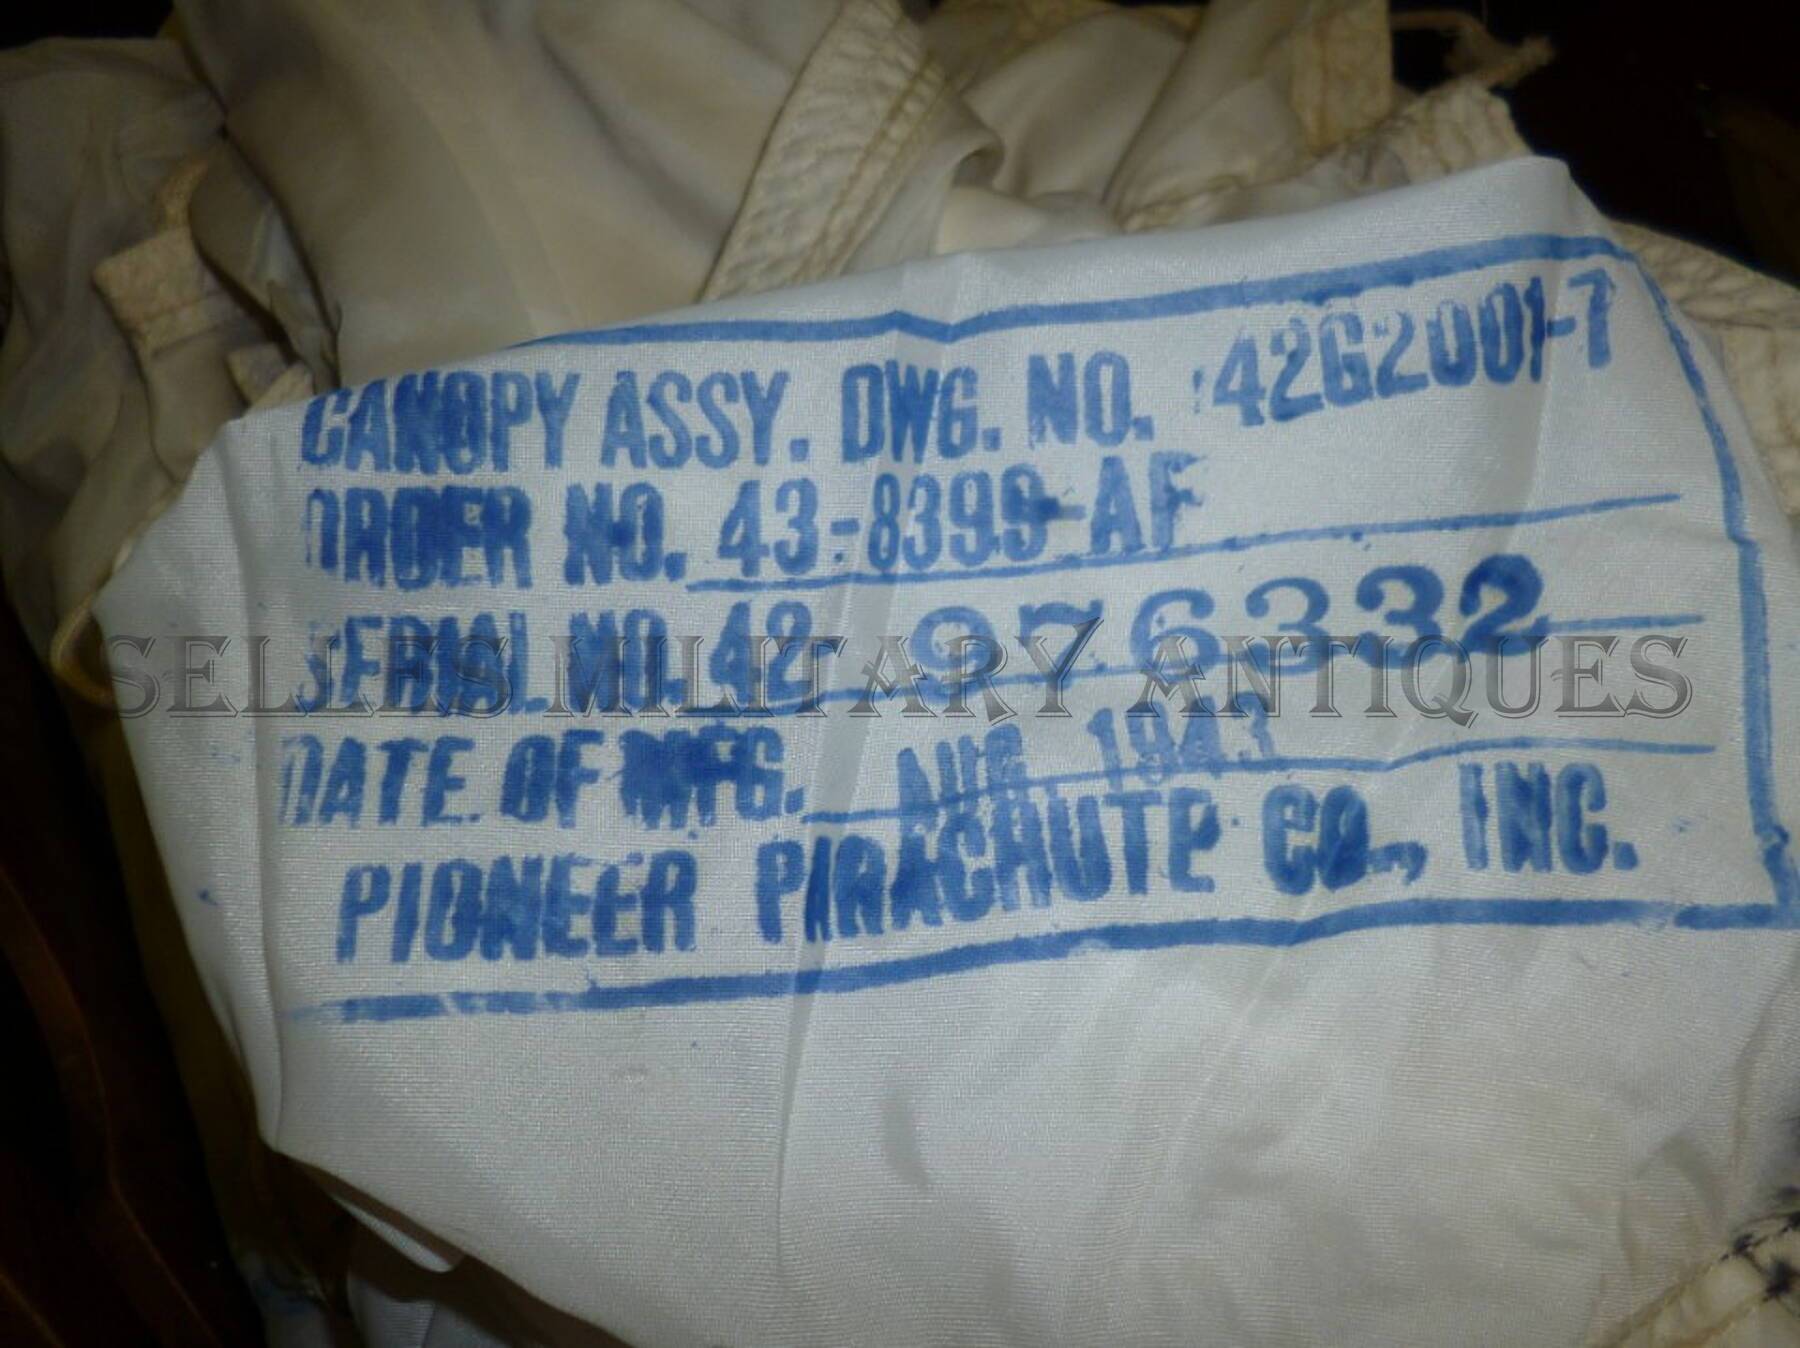 CANOPY ASSY. DWG. NO. 42G2001-7
ORDER NO. 43-8399-AF
SERIAL NO. 42-976332
SELLES MILITARY ANTIQUES
DATE OF MFG. AUG. 1943
PIONEER PARACHUTE CO., INC.